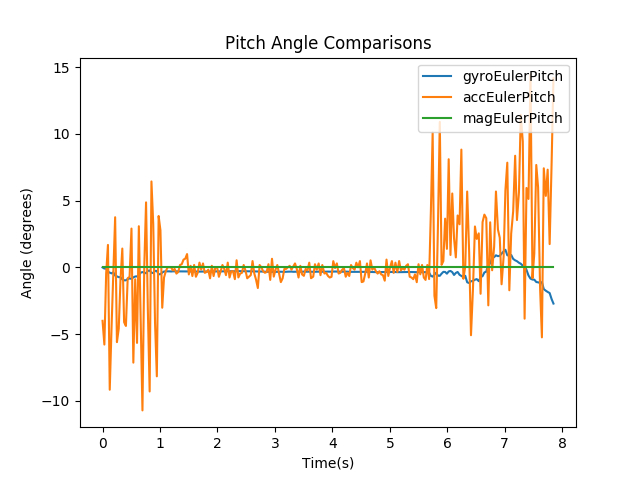 Pitch Angle Comparisons
gyroEulerPitch
accEulerPitch
magEulerPitch
Angle (degrees)
15
10
5
0
−5
−10
0 1 2 3 4 5 6 7 8
Time(s)